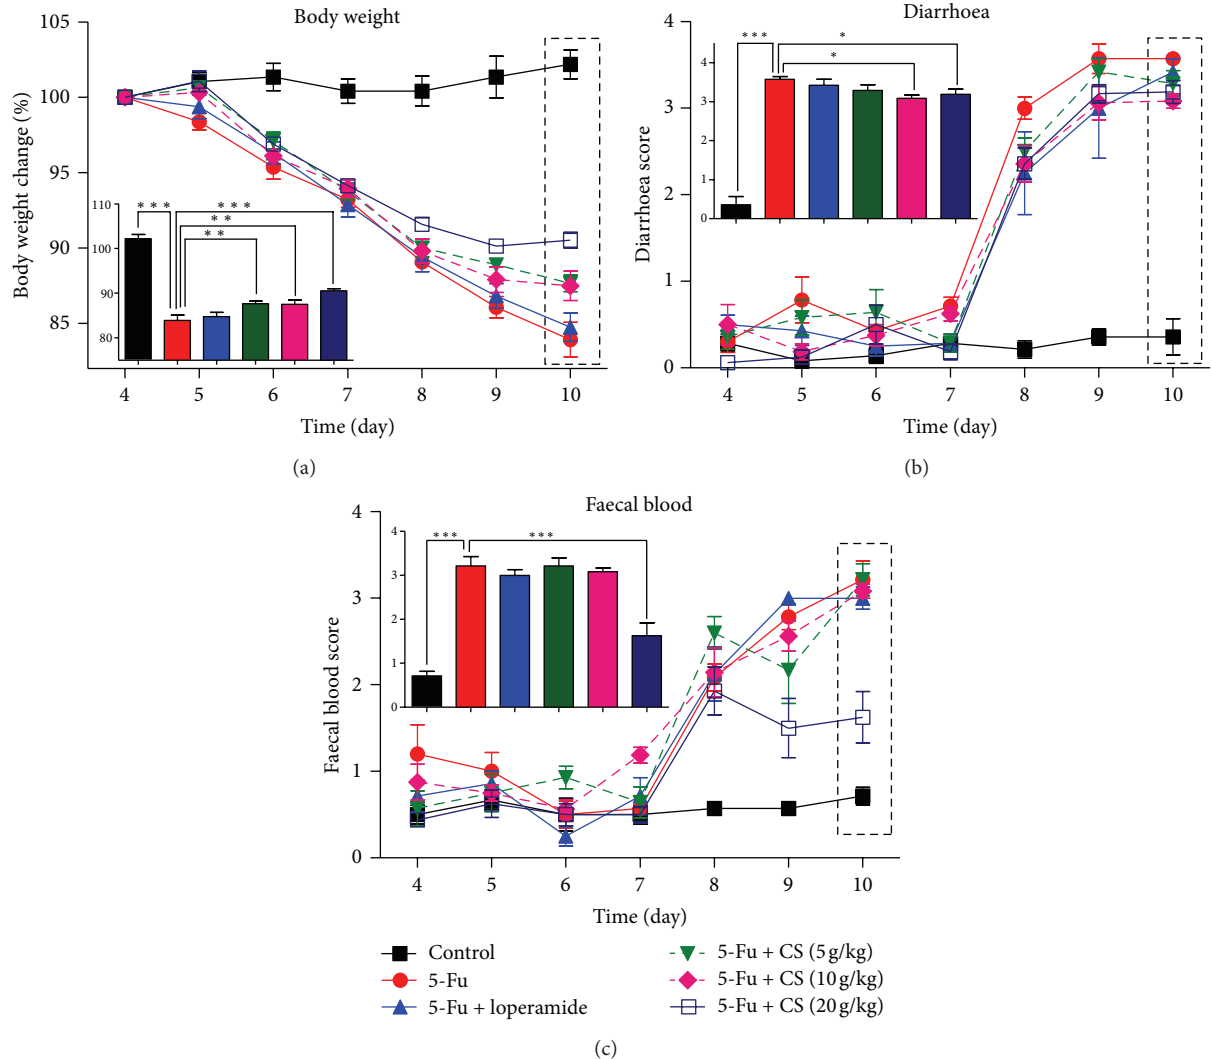 Body weight
105
100
95
90
85
Body weight change (%)
110
100
90
80
***
***
**
**
4 5 6 7 8 9 10
Time (day)
(a)
Diarrhoea
4
3
2
1
0
Diarrhoea score
4
3
4
1
0
***
*
*
4 5 6 7 8 9 10
Time (day)
(b)
Faecal blood
4
3
2
1
0
Faecal blood score
4
3
2
1
0
***
***
4 5 6 7 8 9 10
Time (day)
Control
5-Fu
5-Fu + loperamide
5-Fu + CS (5 g/kg)
5-Fu + CS (10 g/kg)
5-Fu + CS (20 g/kg)
(c)